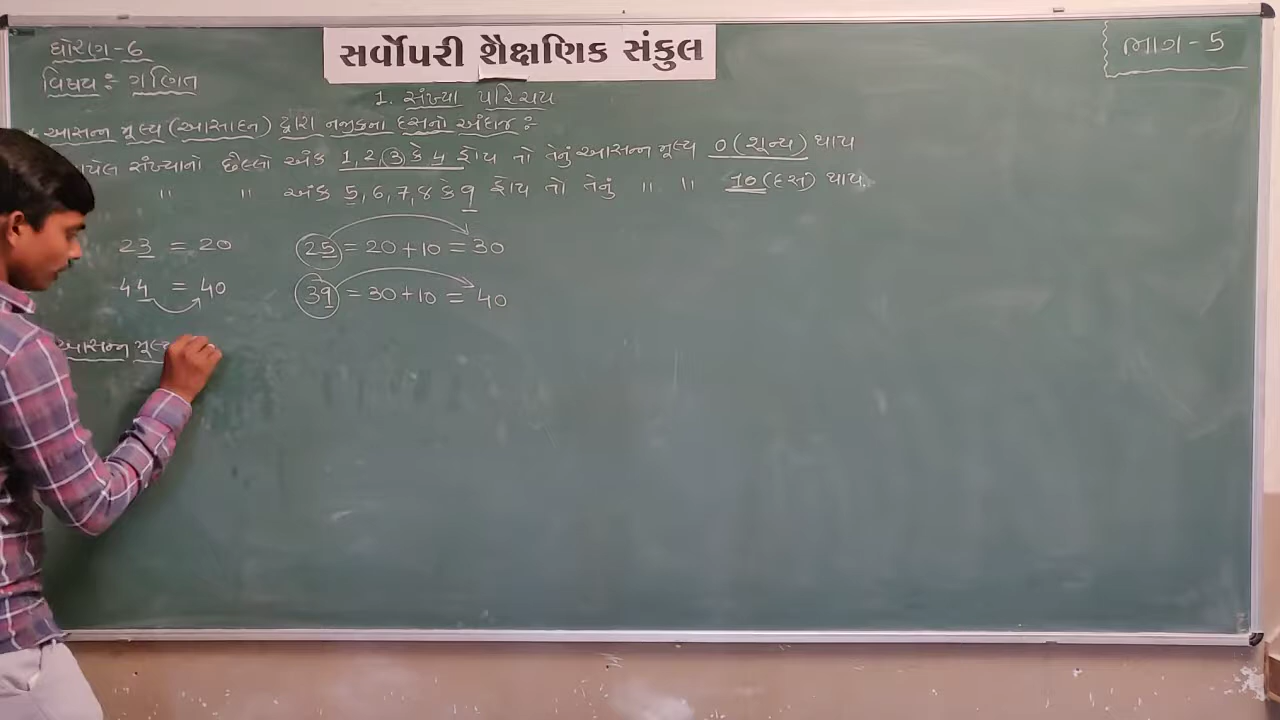 ધોરણ-6
સર્વોપરી શૈક્ષણિક સંકુલ
ભાગ-5
વિષય:- ગણિત
1. સંખ્યા પરિચય
* આસન્ન મૂલ્ય (આસાદન) દ્વારા નજીકના દસનો અંદાજ :-
સંખ્યાનો છેલ્લો અંક 1,2,3 કે 4 હોય તો તેનું આસન્ન મૂલ્ય 0 (શૂન્ય) થાય
" " અંક 5,6,7,8 કે 9 હોય તો તેનું " " 10 (દસ) થાય.
23 = 20 25 = 20+10 = 30
44 = 40 39 = 30+10 = 40
આસન્ન મૂલ્ય